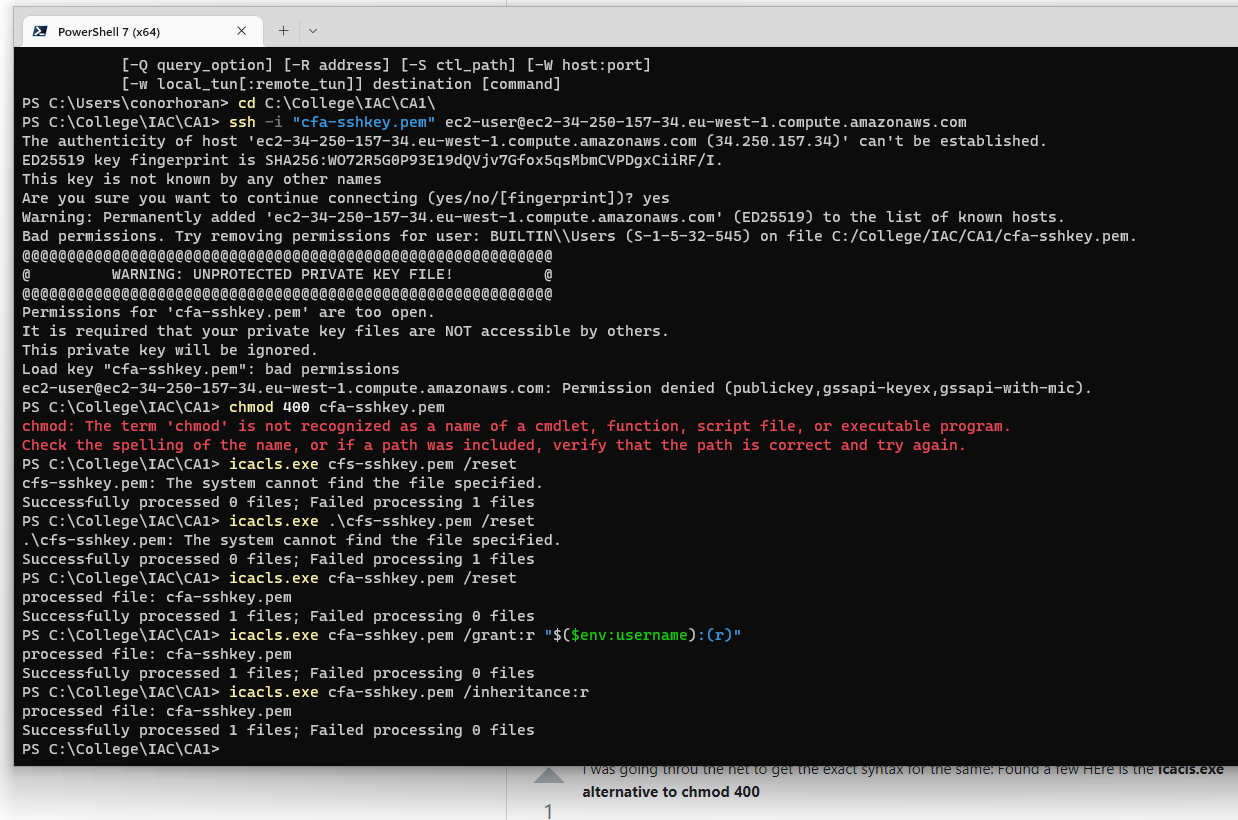 PowerShell 7 (x64)
[-Q query_option] [-R address] [-S ctl_path] [-W host:port]
[-w local_tun[:remote_tun]] destination [command]
PS C:\Users\conorhoran> cd C:\College\IAC\CA1\
PS C:\College\IAC\CA1> ssh -i "cfa-sshkey.pem" ec2-user@ec2-34-250-157-34.eu-west-1.compute.amazonaws.com
The authenticity of host 'ec2-34-250-157-34.eu-west-1.compute.amazonaws.com (34.250.157.34)' can't be established.
ED25519 key fingerprint is SHA256:WO72R5G0P93E19dQVjv7Gfox5qsMbmCVPDgxCiiRF/I.
This key is not known by any other names
Are you sure you want to continue connecting (yes/no/[fingerprint])? yes
Warning: Permanently added 'ec2-34-250-157-34.eu-west-1.compute.amazonaws.com' (ED25519) to the list of known hosts.
Bad permissions. Try removing permissions for user: BUILTIN\\Users (S-1-5-32-545) on file C:/College/IAC/CA1/cfa-sshkey.pem.
@@@@@@@@@@@@@@@@@@@@@@@@@@@@@@@@@@@@@@@@@@@@@@@@@@@@@@@@@@@
@         WARNING: UNPROTECTED PRIVATE KEY FILE!          @
@@@@@@@@@@@@@@@@@@@@@@@@@@@@@@@@@@@@@@@@@@@@@@@@@@@@@@@@@@@
Permissions for 'cfa-sshkey.pem' are too open.
It is required that your private key files are NOT accessible by others.
This private key will be ignored.
Load key "cfa-sshkey.pem": bad permissions
ec2-user@ec2-34-250-157-34.eu-west-1.compute.amazonaws.com: Permission denied (publickey,gssapi-keyex,gssapi-with-mic).
PS C:\College\IAC\CA1> chmod 400 cfa-sshkey.pem
chmod: The term 'chmod' is not recognized as a name of a cmdlet, function, script file, or executable program.
Check the spelling of the name, or if a path was included, verify that the path is correct and try again.
PS C:\College\IAC\CA1> icacls.exe cfs-sshkey.pem /reset
cfs-sshkey.pem: The system cannot find the file specified.
Successfully processed 0 files; Failed processing 1 files
PS C:\College\IAC\CA1> icacls.exe .\cfs-sshkey.pem /reset
.\cfs-sshkey.pem: The system cannot find the file specified.
Successfully processed 0 files; Failed processing 1 files
PS C:\College\IAC\CA1> icacls.exe cfa-sshkey.pem /reset
processed file: cfa-sshkey.pem
Successfully processed 1 files; Failed processing 0 files
PS C:\College\IAC\CA1> icacls.exe cfa-sshkey.pem /grant:r "$($env:username):(r)"
processed file: cfa-sshkey.pem
Successfully processed 1 files; Failed processing 0 files
PS C:\College\IAC\CA1> icacls.exe cfa-sshkey.pem /inheritance:r
processed file: cfa-sshkey.pem
Successfully processed 1 files; Failed processing 0 files
PS C:\College\IAC\CA1>
I was going throu the net to get the exact syntax for the same: Found a few HEre is the icacls.exe
alternative to chmod 400
1